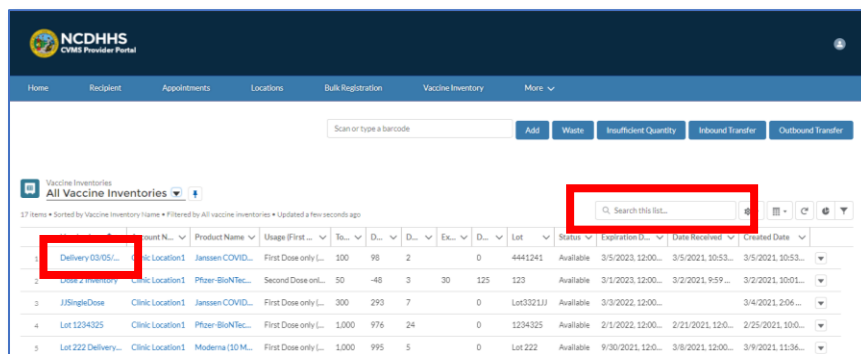 NCDHHS
CVMS Provider Portal
Home Recipient Appointments Locations Bulk Registration Vaccine Inventory More
Scan or type a barcode Add Waste Insufficient Quantity Inbound Transfer Outbound Transfer
Vaccine Inventories
All Vaccine Inventories
17 items • Sorted by Vaccine Inventory Name • Filtered by All vaccine inventories • Updated a few seconds ago
Search this list...
Account N... Product Name Usage (First ... To... D... D... Ex... D... Lot Status Expiration D... Date Received Created Date
1 Delivery 03/05/... Clinic Location1 Janssen COVID... First Dose only (... 100 98 2 0 4441241 Available 3/5/2023, 12:00... 3/5/2021, 10:53... 3/5/2021, 10:53...
2 Dose 2 Inventory Clinic Location1 Pfizer-BioNTec... Second Dose onl... 50 -48 3 30 125 123 Available 3/1/2023, 12:00... 3/2/2021, 9:59 ... 3/2/2021, 10:01...
3 JJSingleDose Clinic Location1 Janssen COVID... First Dose only (... 300 293 7 0 Lot3321JJ Available 3/3/2022, 12:00... 3/4/2021, 2:06 ...
4 Lot 1234325 Clinic Location1 Pfizer-BioNTec... First Dose only (... 1,000 976 24 0 1234325 Available 2/1/2022, 12:00... 2/21/2021, 12:0... 2/25/2021, 10:0...
5 Lot 222 Delivery... Clinic Location1 Moderna (10 M... First Dose only (... 1,000 995 5 0 Lot 222 Available 9/30/2021, 12:0... 3/8/2021, 12:00... 3/9/2021, 11:36...